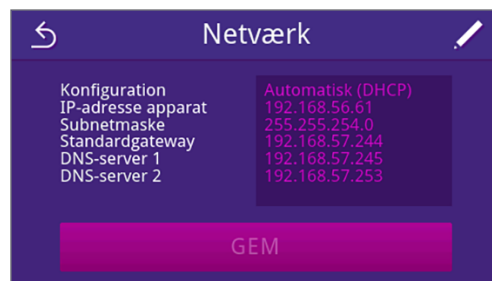 Netværk
Konfiguration Automatisk (DHCP)
IP-adresse apparat 192.168.56.61
Subnetmaske 255.255.254.0
Standardgateway 192.168.57.244
DNS-server 1 192.168.57.245
DNS-server 2 192.168.57.253
GEM